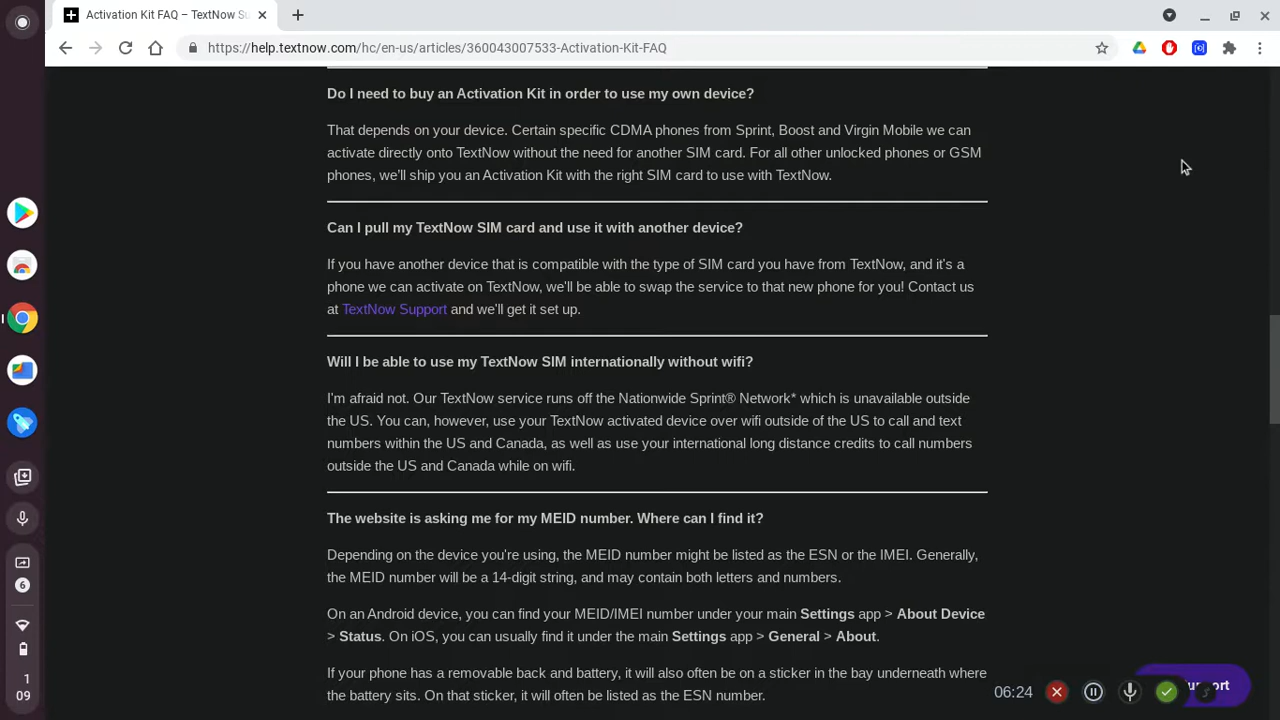 Activation Kit FAQ – TextNow Su
https://help.textnow.com/hc/en-us/articles/360043007533-Activation-Kit-FAQ
Do I need to buy an Activation Kit in order to use my own device?
That depends on your device. Certain specific CDMA phones from Sprint, Boost and Virgin Mobile we can
activate directly onto TextNow without the need for another SIM card. For all other unlocked phones or GSM
phones, we'll ship you an Activation Kit with the right SIM card to use with TextNow.
Can I pull my TextNow SIM card and use it with another device?
If you have another device that is compatible with the type of SIM card you have from TextNow, and it's a
phone we can activate on TextNow, we'll be able to swap the service to that new phone for you! Contact us
at TextNow Support and we'll get it set up.
Will I be able to use my TextNow SIM internationally without wifi?
I'm afraid not. Our TextNow service runs off the Nationwide Sprint® Network* which is unavailable outside
the US. You can, however, use your TextNow activated device over wifi outside of the US to call and text
numbers within the US and Canada, as well as use your international long distance credits to call numbers
outside the US and Canada while on wifi.
The website is asking me for my MEID number. Where can I find it?
Depending on the device you're using, the MEID number might be listed as the ESN or the IMEI. Generally,
the MEID number will be a 14-digit string, and may contain both letters and numbers.
On an Android device, you can find your MEID/IMEI number under your main Settings app > About Device
> Status. On iOS, you can usually find it under the main Settings app > General > About.
If your phone has a removable back and battery, it will also often be on a sticker in the bay underneath where
the battery sits. On that sticker, it will often be listed as the ESN number.
6
1
09
06:24